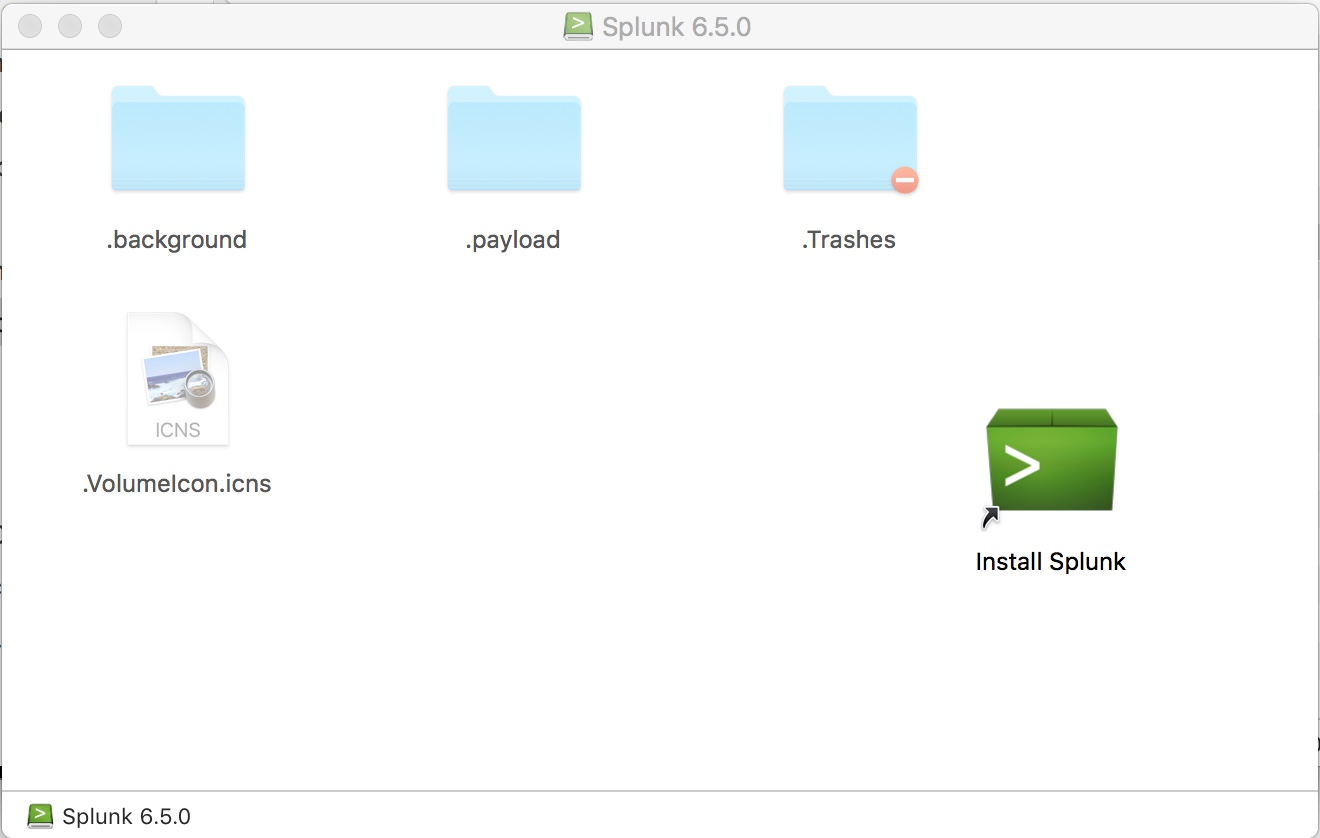 Splunk 6.5.0
.background
.payload
.Trashes
ICNS
.VolumeIcon.icns
>
Install Splunk
Splunk 6.5.0